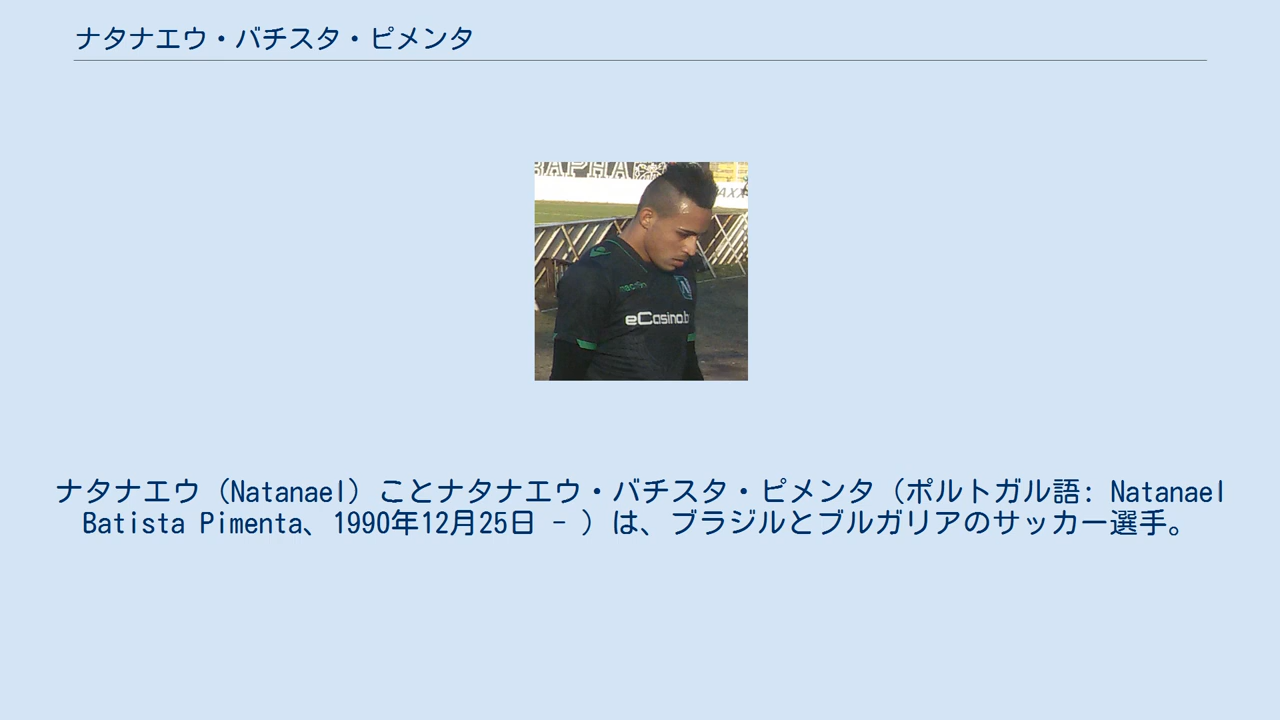 ナタナエウ・バチスタ・ピメンタ
ВАРНА
AXX
macron
N
eCasino.b
ナタナエウ（Natanael）ことナタナエウ・バチスタ・ピメンタ（ポルトガル語: Natanael
Batista Pimenta、1990年12月25日 - ）は、ブラジルとブルガリアのサッカー選手。